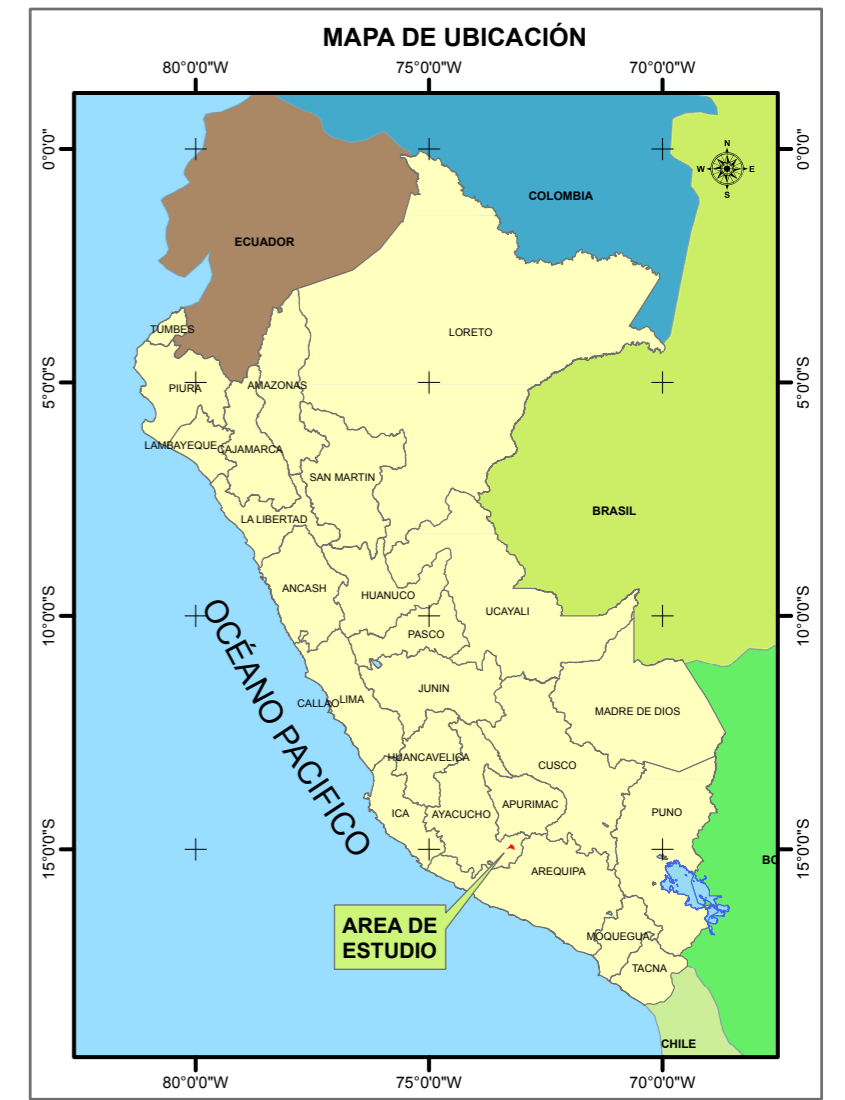 MAPA DE UBICACIÓN
80°0'0"W 75°0'0"W 70°0'0"W
0°0'0" 0°0'0"
N
W E
S
COLOMBIA
ECUADOR
TUMBES
LORETO
5°0'0"S 5°0'0"S
PIURA
AMAZONAS
LAMBAYEQUE
CAJAMARCA
SAN MARTIN
BRASIL
LA LIBERTAD
ANCASH
HUANUCO
UCAYALI
10°0'0"S 10°0'0"S
PASCO
OCÉANO PACIFICO
JUNIN
CALLAO
LIMA
MADRE DE DIOS
HUANCAVELICA
CUSCO
ICA
AYACUCHO
APURIMAC
PUNO
15°0'0"S 15°0'0"S
BO
AREQUIPA
AREA DE
ESTUDIO
MOQUEGUA
TACNA
CHILE
80°0'0"W 75°0'0"W 70°0'0"W